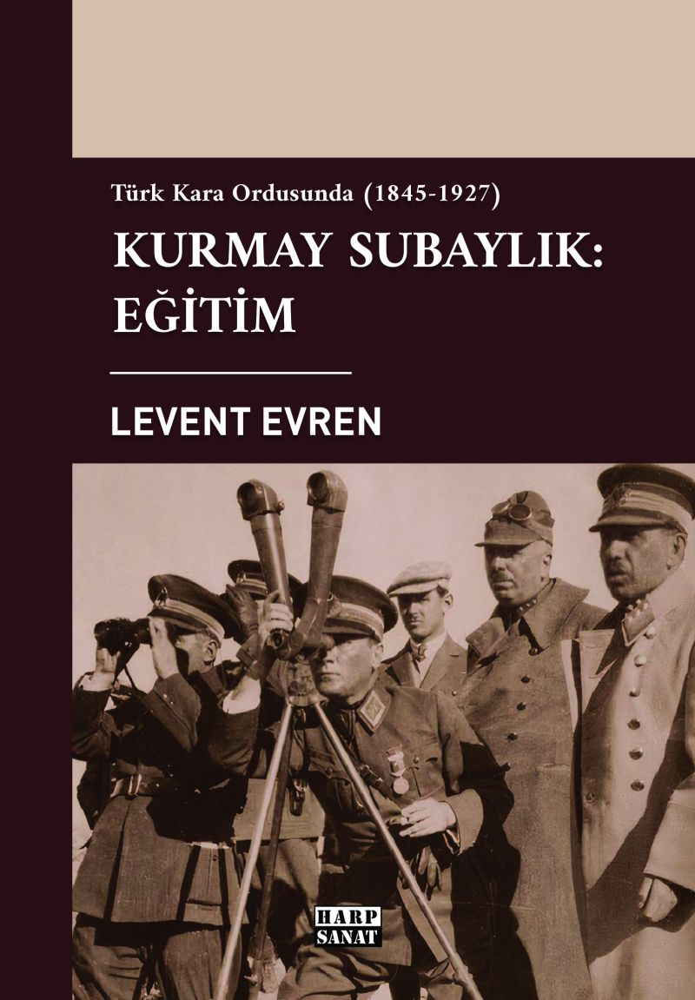 Türk Kara Ordusunda (1845-1927)
KURMAY SUBAYLIK:
EĞİTİM
LEVENT EVREN
HARP
SANAT